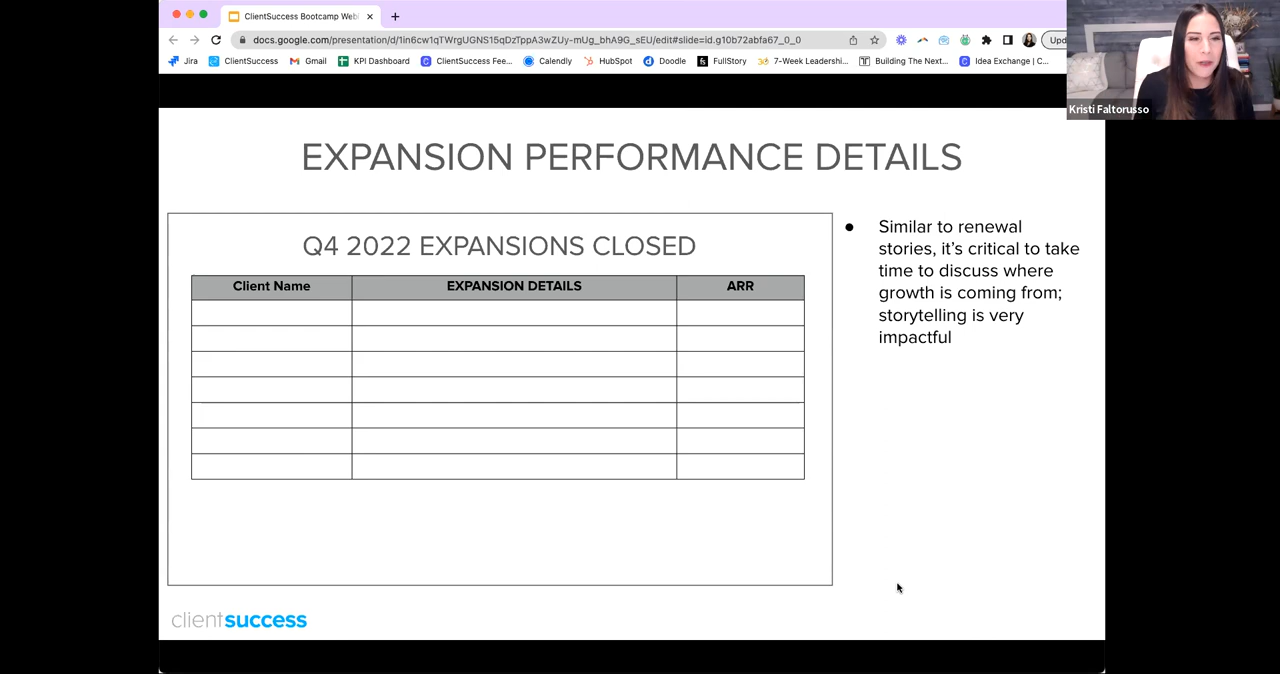 ClientSuccess Bootcamp Webi
docs.google.com/presentation/d/1In6cw1qTWrgUGNS15qDzTppA3wZUy-mUg_bhA9G_sEU/edit#slide=id.g10b72abfa67_0_0
Upd
Jira ClientSuccess Gmail KPI Dashboard ClientSuccess Fee... Calendly HubSpot Doodle FullStory 7-Week Leadershi... Building The Next... Idea Exchange | C...
Kristi Faltorusso
EXPANSION PERFORMANCE DETAILS
Q4 2022 EXPANSIONS CLOSED
Client Name EXPANSION DETAILS ARR
● Similar to renewal
stories, it’s critical to take
time to discuss where
growth is coming from;
storytelling is very
impactful
clientsuccess